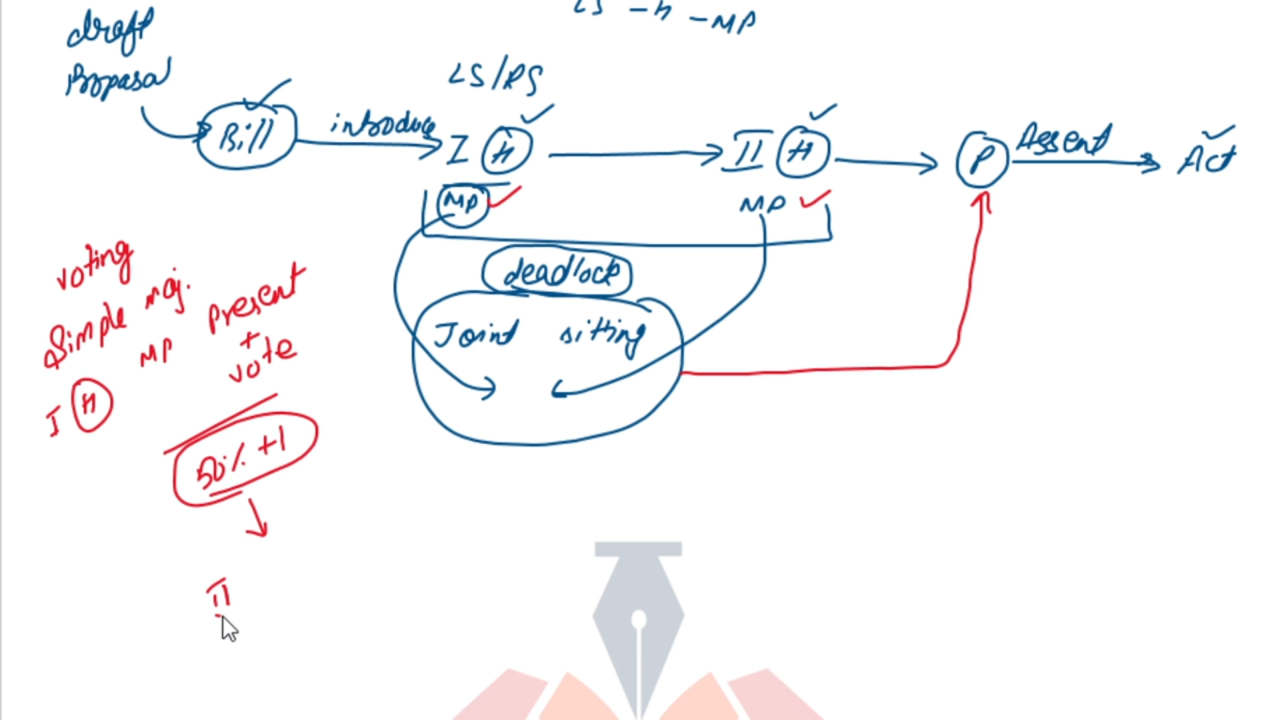 LS - H - MP
draft
Proposal
LS/RS
Bill introduce I H II H P Assent Act
MP MP
deadlock
Joint sitting
voting
Simple maj.
MP present
+
vote
I H
50% +1
II